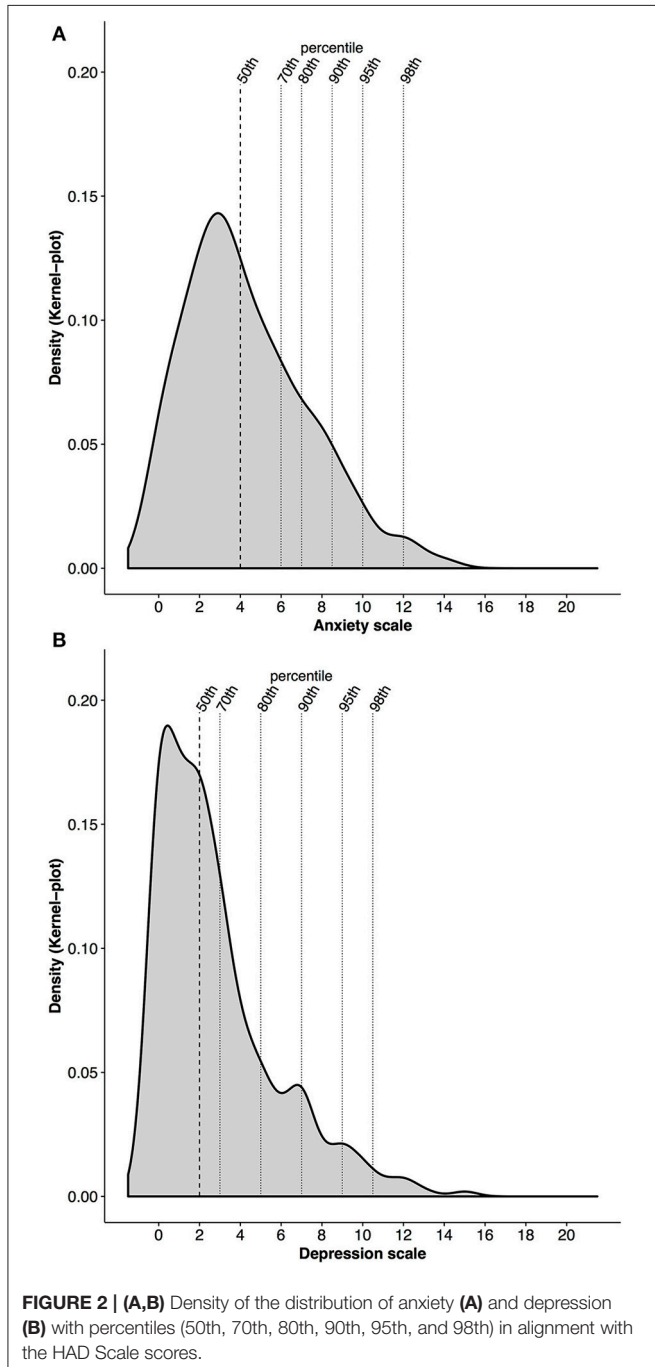 A
percentile
50th 70th 80th 90th 95th 98th
0.20
0.15
0.10
0.05
0.00
Density (Kernel–plot)
0 2 4 6 8 10 12 14 16 18 20
Anxiety scale
B
percentile
50th 70th 80th 90th 95th 98th
0.20
0.15
0.10
0.05
0.00
Density (Kernel–plot)
0 2 4 6 8 10 12 14 16 18 20
Depression scale
FIGURE 2 | (A,B) Density of the distribution of anxiety (A) and depression
(B) with percentiles (50th, 70th, 80th, 90th, 95th, and 98th) in alignment with
the HAD Scale scores.